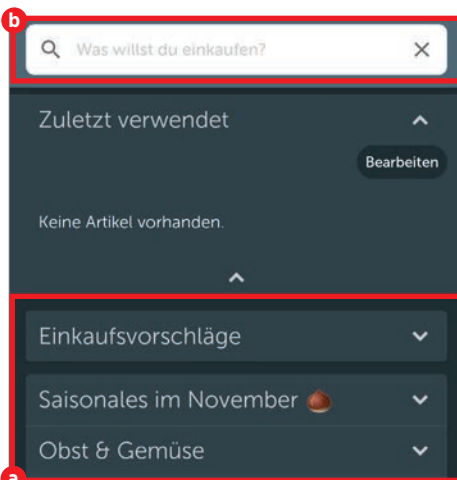 b
Was willst du einkaufen?
Zuletzt verwendet
Bearbeiten
Keine Artikel vorhanden.
Einkaufsvorschläge
Saisonales im November
Obst & Gemüse
a